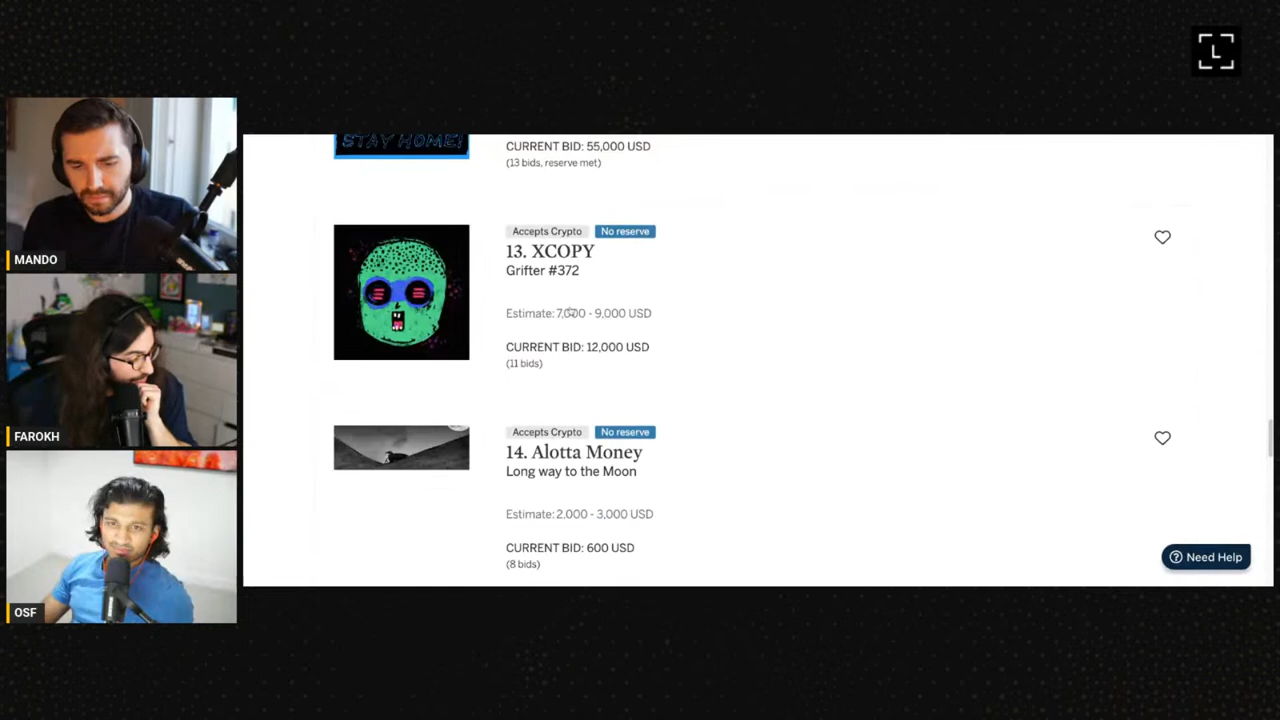 L
MANDO
FAROKH
OSF
STAY HOME!
CURRENT BID: 55,000 USD
(13 bids, reserve met)
Accepts Crypto No reserve
13. XCOPY
Grifter #372
Estimate: 7,000 - 9,000 USD
CURRENT BID: 12,000 USD
(11 bids)
Accepts Crypto No reserve
14. Alotta Money
Long way to the Moon
Estimate: 2,000 - 3,000 USD
CURRENT BID: 600 USD
(8 bids)
Need Help